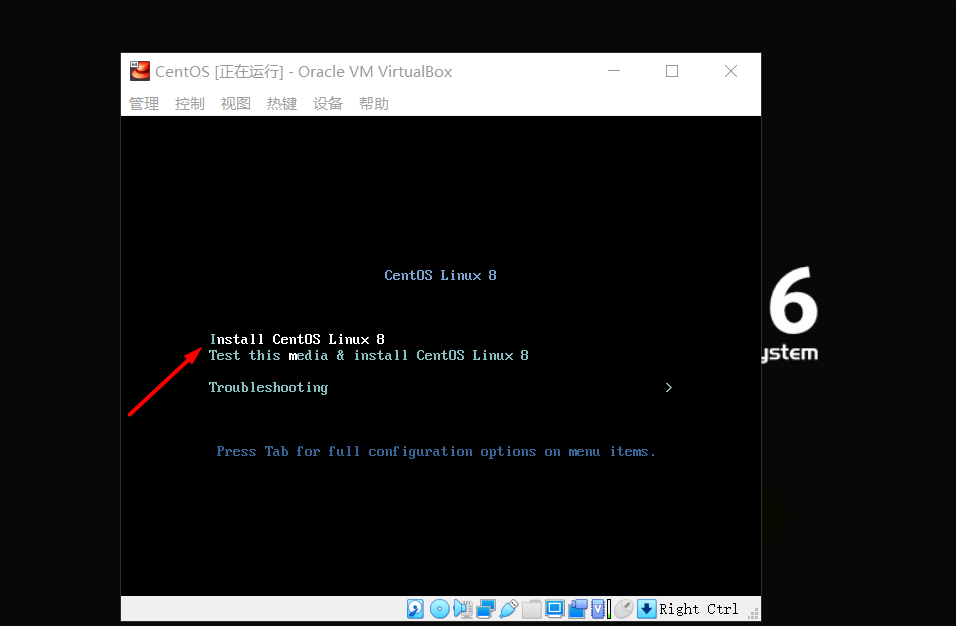 CentOS [正在运行] - Oracle VM VirtualBox
管理 控制 视图 热键 设备 帮助
CentOS Linux 8
6
ystem
Install CentOS Linux 8
Test this media & install CentOS Linux 8
Troubleshooting >
Press Tab for full configuration options on menu items.
Right Ctrl